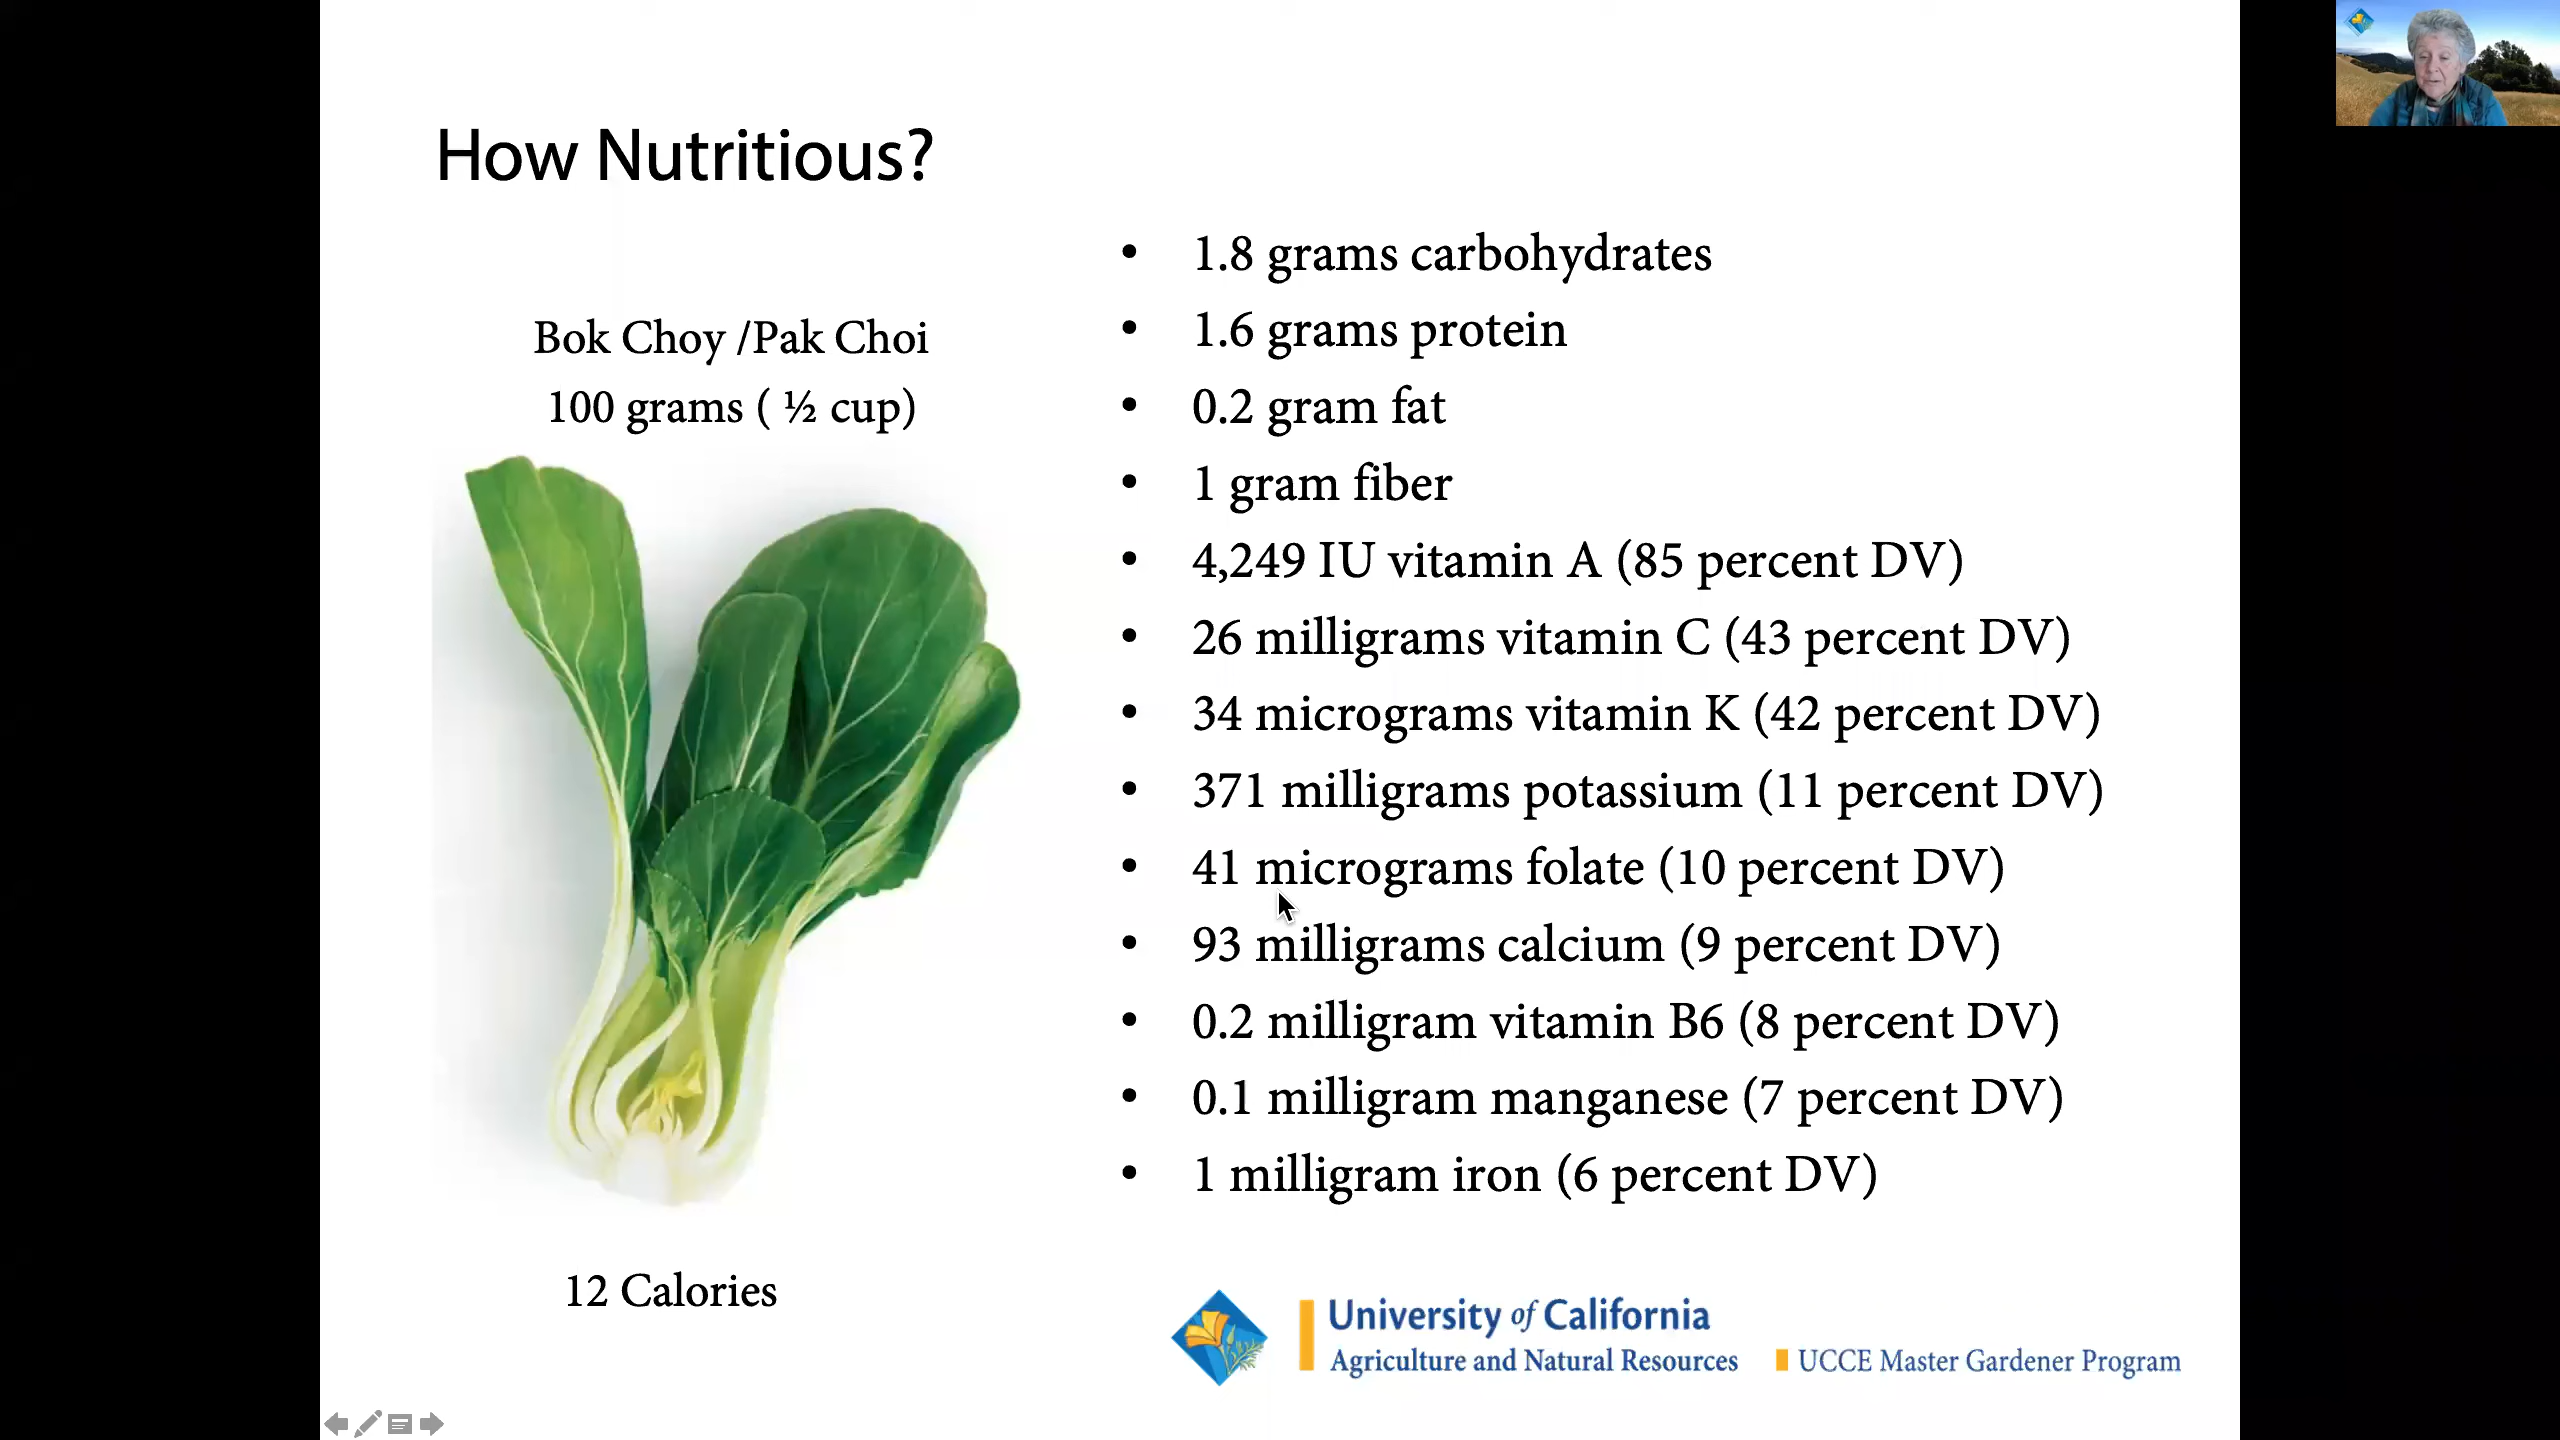 How Nutritious?
Bok Choy /Pak Choi
100 grams ( ½ cup)
12 Calories
• 1.8 grams carbohydrates
• 1.6 grams protein
• 0.2 gram fat
• 1 gram fiber
• 4,249 IU vitamin A (85 percent DV)
• 26 milligrams vitamin C (43 percent DV)
• 34 micrograms vitamin K (42 percent DV)
• 371 milligrams potassium (11 percent DV)
• 41 micrograms folate (10 percent DV)
• 93 milligrams calcium (9 percent DV)
• 0.2 milligram vitamin B6 (8 percent DV)
• 0.1 milligram manganese (7 percent DV)
• 1 milligram iron (6 percent DV)
University of California
Agriculture and Natural Resources
UCCE Master Gardener Program